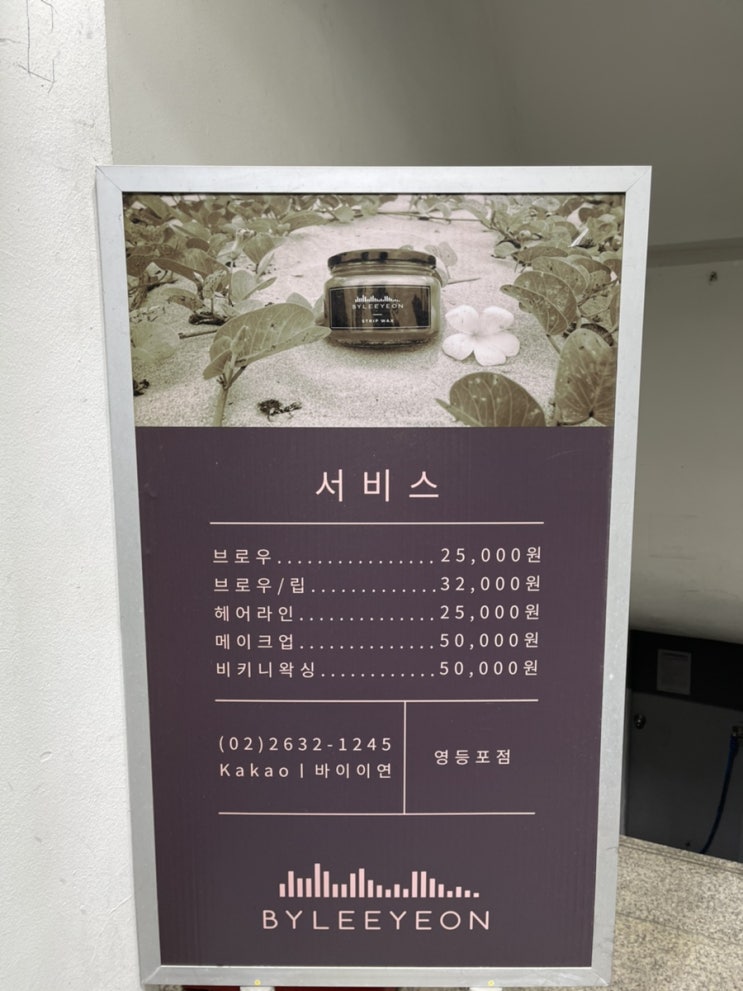 BYLEEYEON
STRIP WAX
서비스
브로우................25,000원
브로우/립.............32,000원
헤어라인..............25,000원
메이크업..............50,000원
비키니왁싱............50,000원
(02)2632-1245
Kakao|바이이연
영등포점
BYLEEYEON